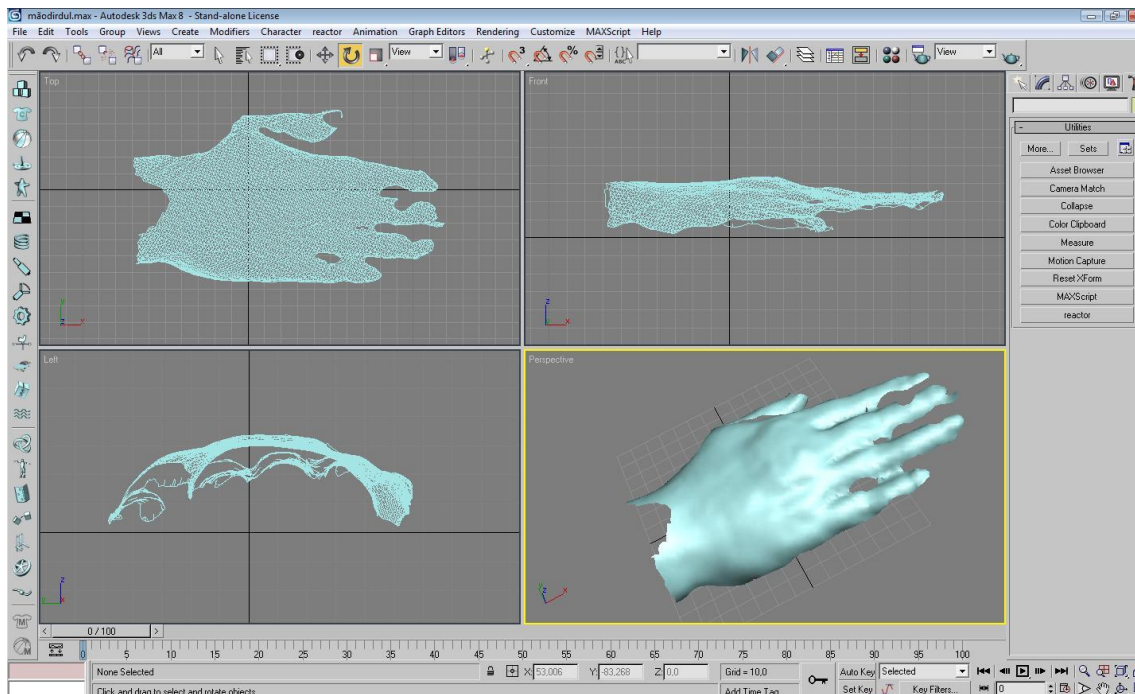 mãodirdul.max - Autodesk 3ds Max 8 - Stand-alone License
File Edit Tools Group Views Create Modifiers Character reactor Animation Graph Editors Rendering Customize MAXScript Help
All View View
Top
Front
Utilities
More... Sets
Asset Browser
Camera Match
Collapse
Color Clipboard
Measure
Motion Capture
Reset XForm
MAXScript
reactor
Left
Perspective
0 / 100
0 5 10 15 20 25 30 35 40 45 50 55 60 65 70 75 80 85 90 95 100
None Selected X: 53,006 Y: -83,268 Z: 0,0 Grid = 10,0 Auto Key Selected
Click and drag to select and rotate objects Add Time Tag Set Key Key Filters... 0